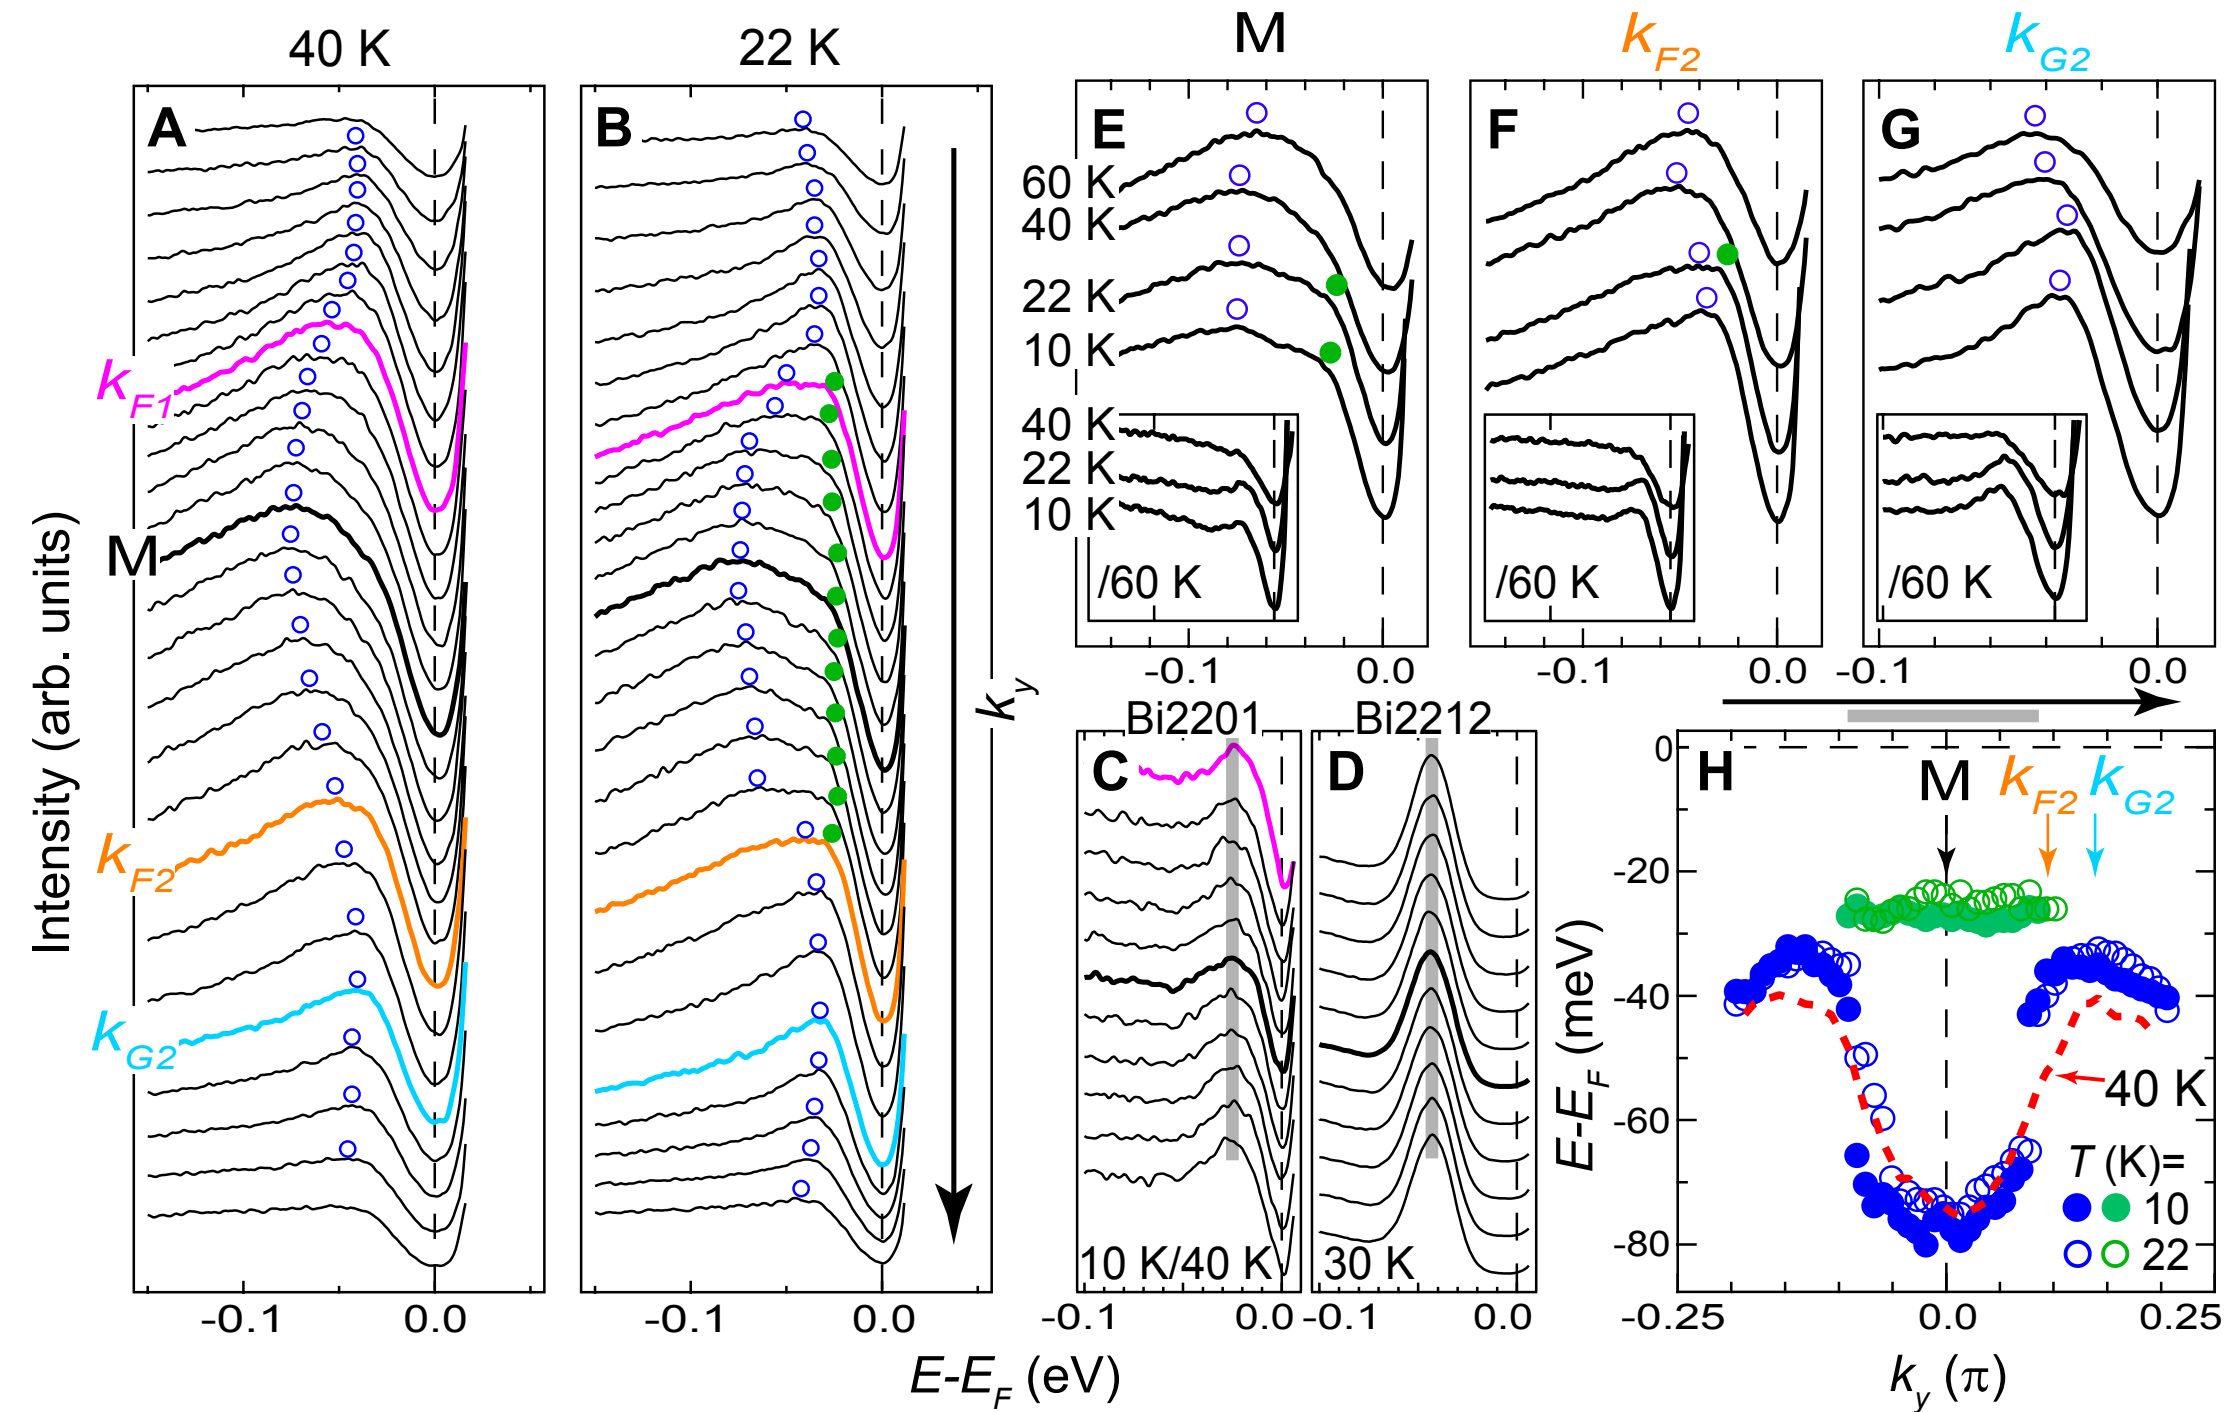 40 K
22 K
M
kF2
kG2
A
B
E
F
G
60 K
40 K
22 K
10 K
40 K
22 K
10 K
/60 K
/60 K
/60 K
-0.1
0.0
-0.1
0.0
-0.1
0.0
kF1
M
kF2
kG2
Intensity (arb. units)
ky
-0.1
0.0
-0.1
0.0
E-EF (eV)
Bi2201
Bi2212
C
D
10 K/40 K
30 K
-0.1
0.0
-0.1
0.0
H
M
kF2
kG2
0
-20
-40
-60
-80
E-EF (meV)
40 K
T (K)=
10
22
-0.25
0.0
0.25
ky (π)